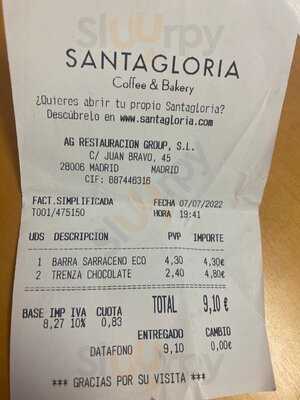 SANTAGLORIA
Coffee & Bakery
¿Quieres abrir tu propio Santagloria?
Descúbrelo en www.santagloria.com
AG RESTAURACION GROUP, S.L.
C/ JUAN BRAVO, 45
28006 MADRID MADRID
CIF: B87446316
FACT.SIMPLIFICADA FECHA 07/07/2022
T001/475150 HORA 19:41
UDS DESCRIPCION PVP IMPORTE
1 BARRA SARRACENO ECO 4,30 4,30€
2 TRENZA CHOCOLATE 2,40 4,80€
BASE IMP IVA CUOTA TOTAL 9,10 €
8,27 10% 0,83
ENTREGADO CAMBIO
DATAFONO 9,10 0,00€
*** GRACIAS POR SU VISITA ***
slurrpy